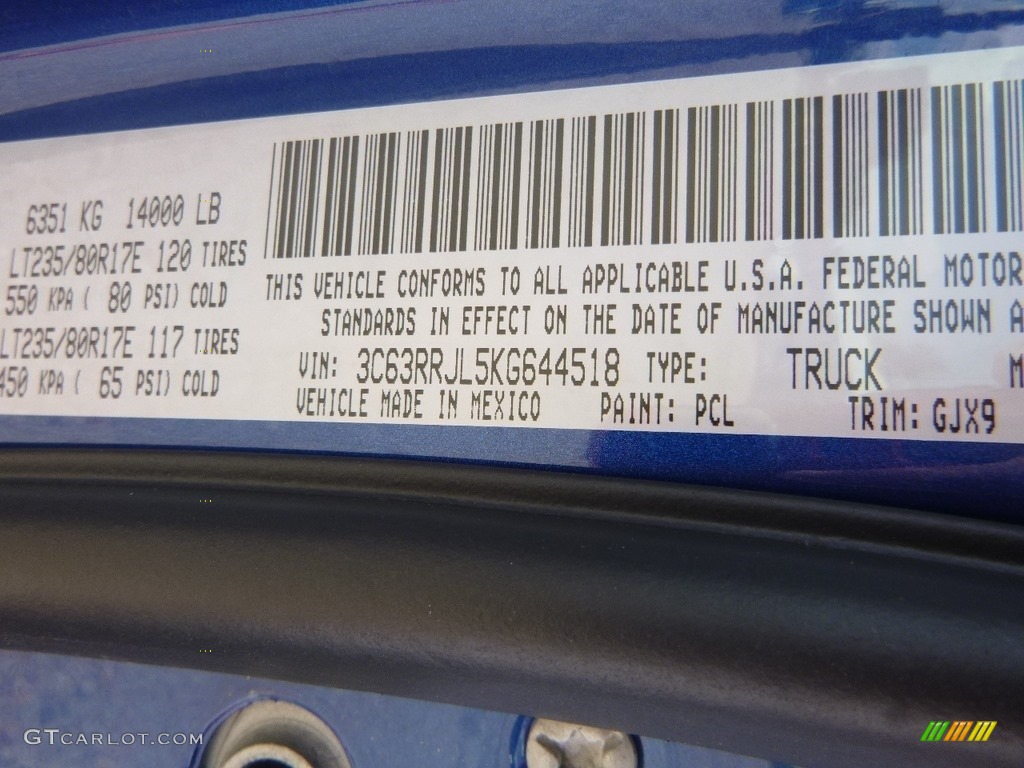 6351 KG 14000 LB
LT235/80R17E 120 TIRES
550 KPA ( 80 PSI) COLD
LT235/80R17E 117 TIRES
450 KPA ( 65 PSI) COLD
THIS VEHICLE CONFORMS TO ALL APPLICABLE U.S.A. FEDERAL MOTOR
STANDARDS IN EFFECT ON THE DATE OF MANUFACTURE SHOWN A
VIN: 3C63RRJL5KG644518 TYPE: TRUCK M
VEHICLE MADE IN MEXICO PAINT: PCL TRIM: GJX9
GTCARLOT.COM